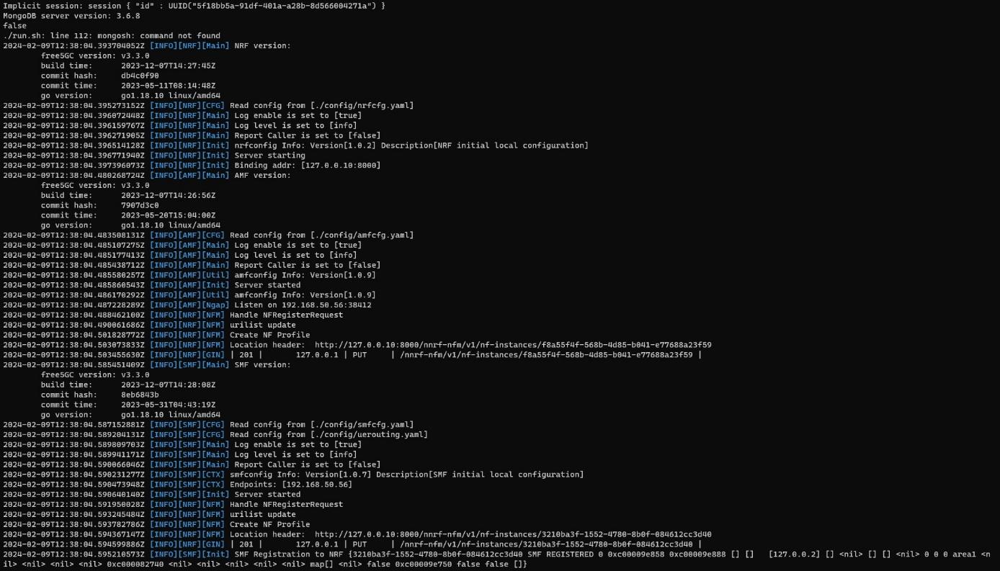 Implicit session: session { "id" : UUID("5f18bb5a-91df-401a-a28b-8d566004271a") }
MongoDB server version: 3.6.8
false
./run.sh: line 112: mongosh: command not found
2024-02-09T12:38:04.393704052Z [INFO][NRF][Main] NRF version:
        free5GC version: v3.3.0
        build time:      2023-12-07T14:27:45Z
        commit hash:     db4c0f90
        commit time:     2023-05-11T08:14:48Z
        go version:      go1.18.10 linux/amd64
2024-02-09T12:38:04.395273152Z [INFO][NRF][CFG] Read config from [./config/nrfcfg.yaml]
2024-02-09T12:38:04.396072448Z [INFO][NRF][Main] Log enable is set to [true]
2024-02-09T12:38:04.396159767Z [INFO][NRF][Main] Log level is set to [info]
2024-02-09T12:38:04.396271905Z [INFO][NRF][Main] Report Caller is set to [false]
2024-02-09T12:38:04.396514128Z [INFO][NRF][Init] nrfconfig Info: Version[1.0.2] Description[NRF initial local configuration]
2024-02-09T12:38:04.396771940Z [INFO][NRF][Init] Server starting
2024-02-09T12:38:04.397396073Z [INFO][NRF][Init] Binding addr: [127.0.0.10:8000]
2024-02-09T12:38:04.480268724Z [INFO][AMF][Main] AMF version:
        free5GC version: v3.3.0
        build time:      2023-12-07T14:26:56Z
        commit hash:     7907d3c0
        commit time:     2023-05-20T15:04:00Z
        go version:      go1.18.10 linux/amd64
2024-02-09T12:38:04.483508131Z [INFO][AMF][CFG] Read config from [./config/amfcfg.yaml]
2024-02-09T12:38:04.485107275Z [INFO][AMF][Main] Log enable is set to [true]
2024-02-09T12:38:04.485177413Z [INFO][AMF][Main] Log level is set to [info]
2024-02-09T12:38:04.485438712Z [INFO][AMF][Main] Report Caller is set to [false]
2024-02-09T12:38:04.485580257Z [INFO][AMF][Util] amfconfig Info: Version[1.0.9]
2024-02-09T12:38:04.485860543Z [INFO][AMF][Init] Server started
2024-02-09T12:38:04.486170292Z [INFO][AMF][Util] amfconfig Info: Version[1.0.9]
2024-02-09T12:38:04.487228289Z [INFO][AMF][Ngap] Listen on 192.168.50.56:38412
2024-02-09T12:38:04.488462100Z [INFO][NRF][NFM] Handle NFRegisterRequest
2024-02-09T12:38:04.490061686Z [INFO][NRF][NFM] urilist update
2024-02-09T12:38:04.501828772Z [INFO][NRF][NFM] Create NF Profile
2024-02-09T12:38:04.503073833Z [INFO][NRF][NFM] Location header:  http://127.0.0.10:8000/nnrf-nfm/v1/nf-instances/f8a55f4f-568b-4d85-b041-e77688a23f59
2024-02-09T12:38:04.503455630Z [INFO][NRF][GIN] | 201 |       127.0.0.1 | PUT     | /nnrf-nfm/v1/nf-instances/f8a55f4f-568b-4d85-b041-e77688a23f59 |
2024-02-09T12:38:04.585451409Z [INFO][SMF][Main] SMF version:
        free5GC version: v3.3.0
        build time:      2023-12-07T14:28:08Z
        commit hash:     8eb6843b
        commit time:     2023-05-31T04:43:19Z
        go version:      go1.18.10 linux/amd64
2024-02-09T12:38:04.587152881Z [INFO][SMF][CFG] Read config from [./config/smfcfg.yaml]
2024-02-09T12:38:04.589204131Z [INFO][SMF][CFG] Read config from [./config/uerouting.yaml]
2024-02-09T12:38:04.589809703Z [INFO][SMF][Main] Log enable is set to [true]
2024-02-09T12:38:04.589941171Z [INFO][SMF][Main] Log level is set to [info]
2024-02-09T12:38:04.590066046Z [INFO][SMF][Main] Report Caller is set to [false]
2024-02-09T12:38:04.590231277Z [INFO][SMF][CTX] smfconfig Info: Version[1.0.7] Description[SMF initial local configuration]
2024-02-09T12:38:04.590473948Z [INFO][SMF][CTX] Endpoints: [192.168.50.56]
2024-02-09T12:38:04.590640140Z [INFO][SMF][Init] Server started
2024-02-09T12:38:04.591950028Z [INFO][NRF][NFM] Handle NFRegisterRequest
2024-02-09T12:38:04.593245484Z [INFO][NRF][NFM] urilist update
2024-02-09T12:38:04.593782786Z [INFO][NRF][NFM] Create NF Profile
2024-02-09T12:38:04.594367147Z [INFO][NRF][NFM] Location header:  http://127.0.0.10:8000/nnrf-nfm/v1/nf-instances/3210ba3f-1552-4780-8b0f-084612cc3d40
2024-02-09T12:38:04.594599886Z [INFO][NRF][GIN] | 201 |       127.0.0.1 | PUT     | /nnrf-nfm/v1/nf-instances/3210ba3f-1552-4780-8b0f-084612cc3d40 |
2024-02-09T12:38:04.595210573Z [INFO][SMF][Init] SMF Registration to NRF {3210ba3f-1552-4780-8b0f-084612cc3d40 SMF REGISTERED 0 0xc00009e858 0xc00009e888 [] []   [127.0.0.2] [] <nil> [] [] <nil> 0 0 0 area1 <n
il> <nil> <nil> <nil> 0xc000082740 <nil> <nil> <nil> <nil> <nil> map[] <nil> false 0xc00009e750 false false []}